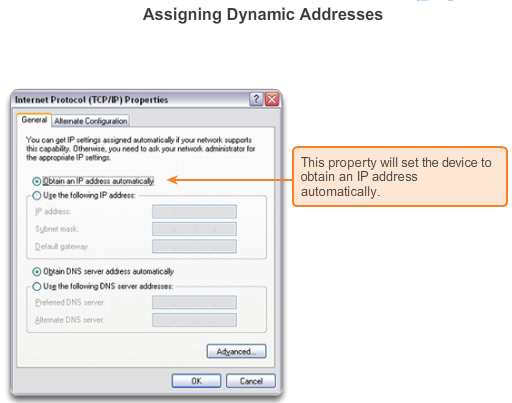 Assigning Dynamic Addresses
Internet Protocol (TCP/IP) Properties
General Alternate Configuration
You can get IP settings assigned automatically if your network supports
this capability. Otherwise, you need to ask your network administrator for
the appropriate IP settings.
Obtain an IP address automatically
Use the following IP address:
IP address:
Subnet mask:
Default gateway:
Obtain DNS server address automatically
Use the following DNS server addresses:
Preferred DNS server:
Alternate DNS server:
Advanced...
OK Cancel
This property will set the device to
obtain an IP address
automatically.